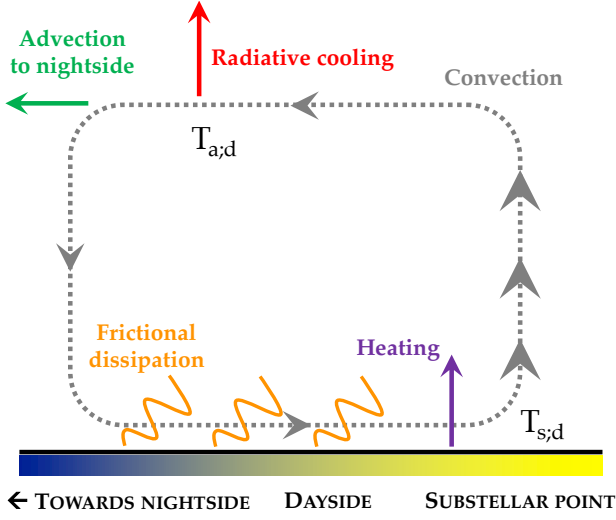 Advection
to nightside
Radiative cooling
Convection
T_{a;d}
Frictional
dissipation
Heating
T_{s;d}
← TOWARDS NIGHTSIDE DAYSIDE SUBSTELLAR POINT